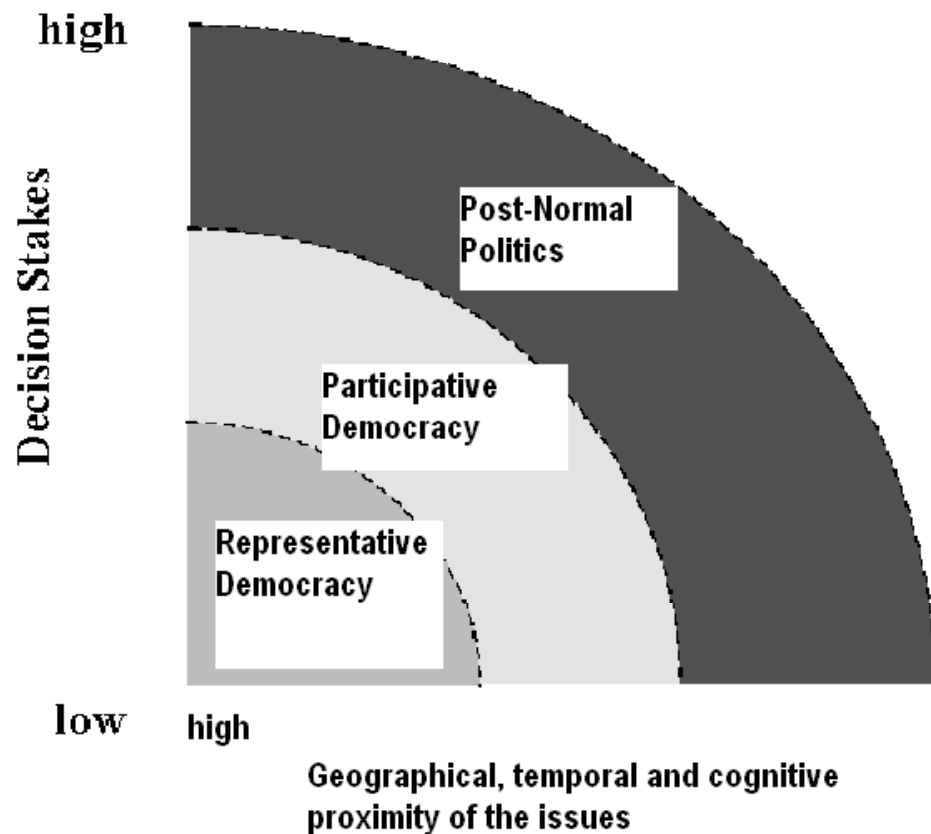 high
Decision Stakes
Post-Normal
Politics
Participative
Democracy
Representative
Democracy
low
high
Geographical, temporal and cognitive
proximity of the issues